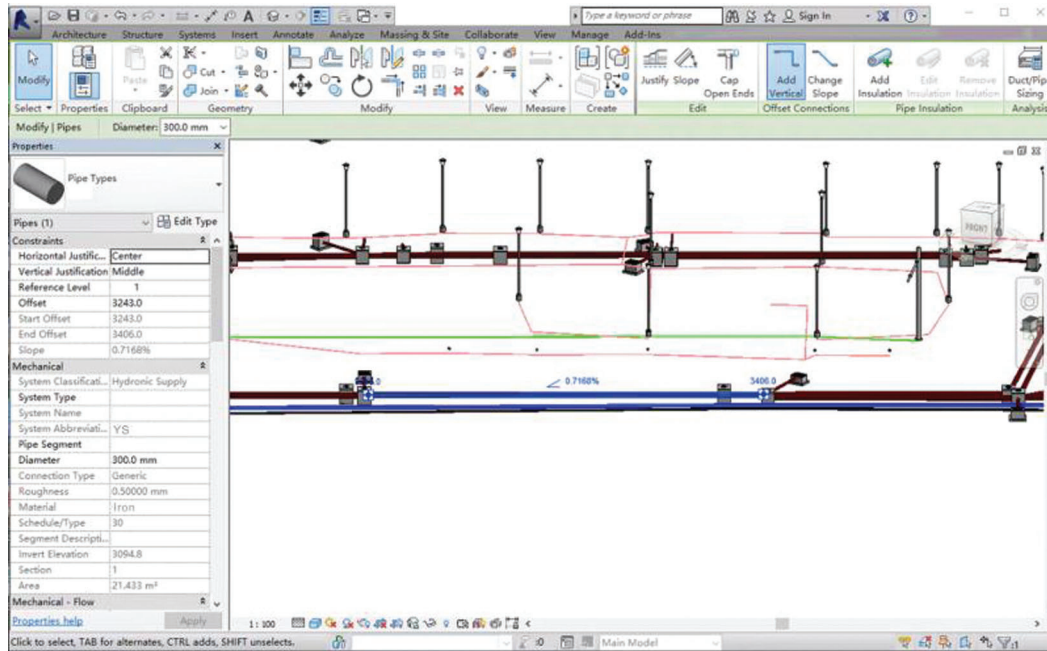 Type a keyword or phrase
Sign In
Architecture Structure Systems Insert Annotate Analyze Massing & Site Collaborate View Manage Add-Ins
Modify
Paste
Cut
Join
Justify Slope Cap Open Ends
Add Vertical
Change Slope
Add Insulation
Edit Insulation
Remove Insulation
Duct/Pip Sizing
Select Properties Clipboard Geometry Modify View Measure Create Edit Offset Connections Pipe Insulation Analysis
Modify | Pipes Diameter: 300.0 mm
Properties
Pipe Types
Pipes (1) Edit Type
Constraints
Horizontal Justific... Center
Vertical Justification Middle
Reference Level 1
Offset 3243.0
Start Offset 3243.0
End Offset 3406.0
Slope 0.7168%
Mechanical
System Classificati... Hydronic Supply
System Type
System Name
System Abbreviati... YS
Pipe Segment
Diameter 300.0 mm
Connection Type Generic
Roughness 0.50000 mm
Material Iron
Schedule/Type 30
Segment Descripti...
Invert Elevation 3094.8
Section 1
Area 21.433 m²
Mechanical - Flow
Properties help Apply
FRONT
0.7168%
3406.0
1 : 100
Click to select, TAB for alternates, CTRL adds, SHIFT unselects.
:0 Main Model
:1